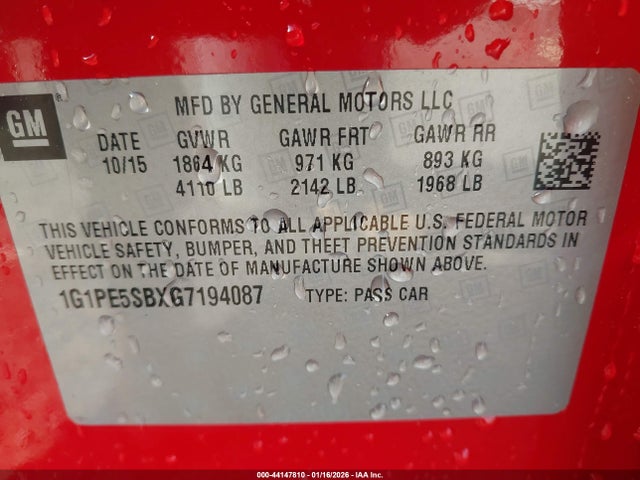 GM
MFD BY GENERAL MOTORS LLC
DATE GVWR GAWR FRT GAWR RR
10/15 1864 KG 971 KG 893 KG
4110 LB 2142 LB 1968 LB
THIS VEHICLE CONFORMS TO ALL APPLICABLE U.S. FEDERAL MOTOR
VEHICLE SAFETY, BUMPER, AND THEFT PREVENTION STANDARDS IN
EFFECT ON THE DATE OF MANUFACTURE SHOWN ABOVE.
1G1PE5SBXG7194087 TYPE: PASS CAR
000-44147810 - 01/16/2026 - IAA Inc.